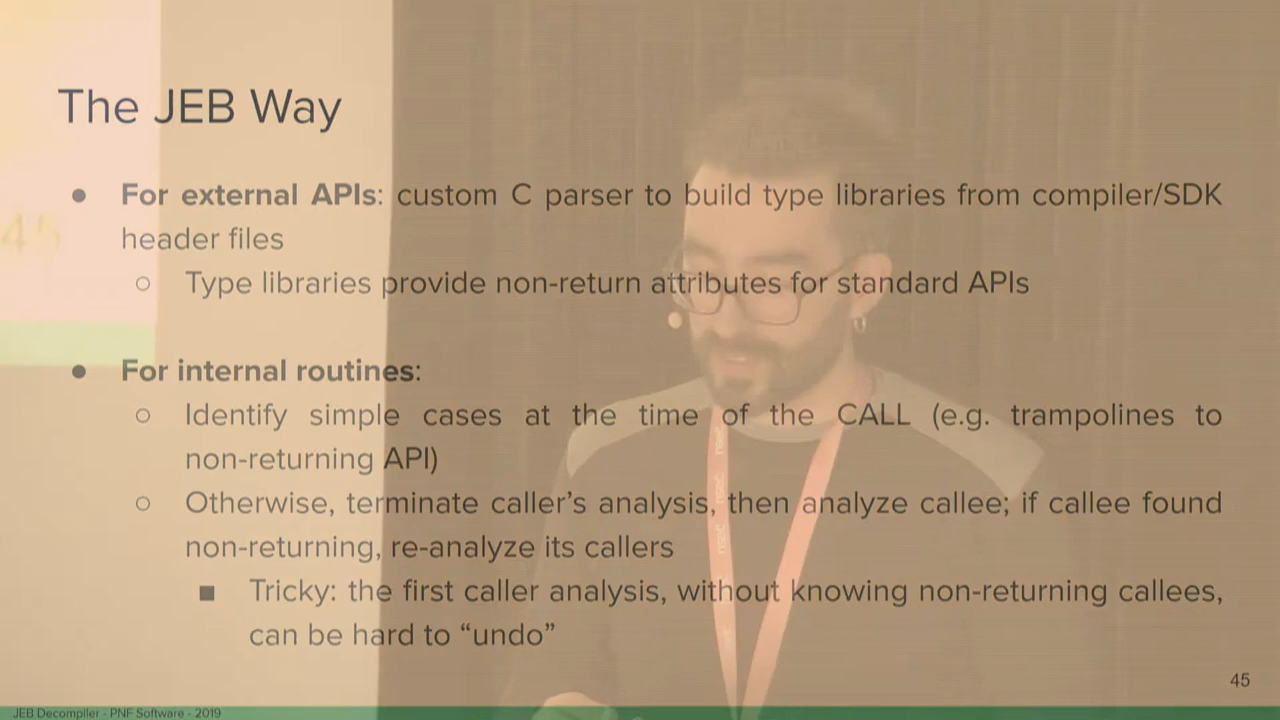 The JEB Way
● For external APIs: custom C parser to build type libraries from compiler/SDK
header files
○ Type libraries provide non-return attributes for standard APIs
● For internal routines:
○ Identify simple cases at the time of the CALL (e.g. trampolines to
non-returning API)
○ Otherwise, terminate caller's analysis, then analyze callee; if callee found
non-returning, re-analyze its callers
■ Tricky: the first caller analysis, without knowing non-returning callees,
can be hard to “undo”
45
JEB Decompiler - PNF Software - 2019
45